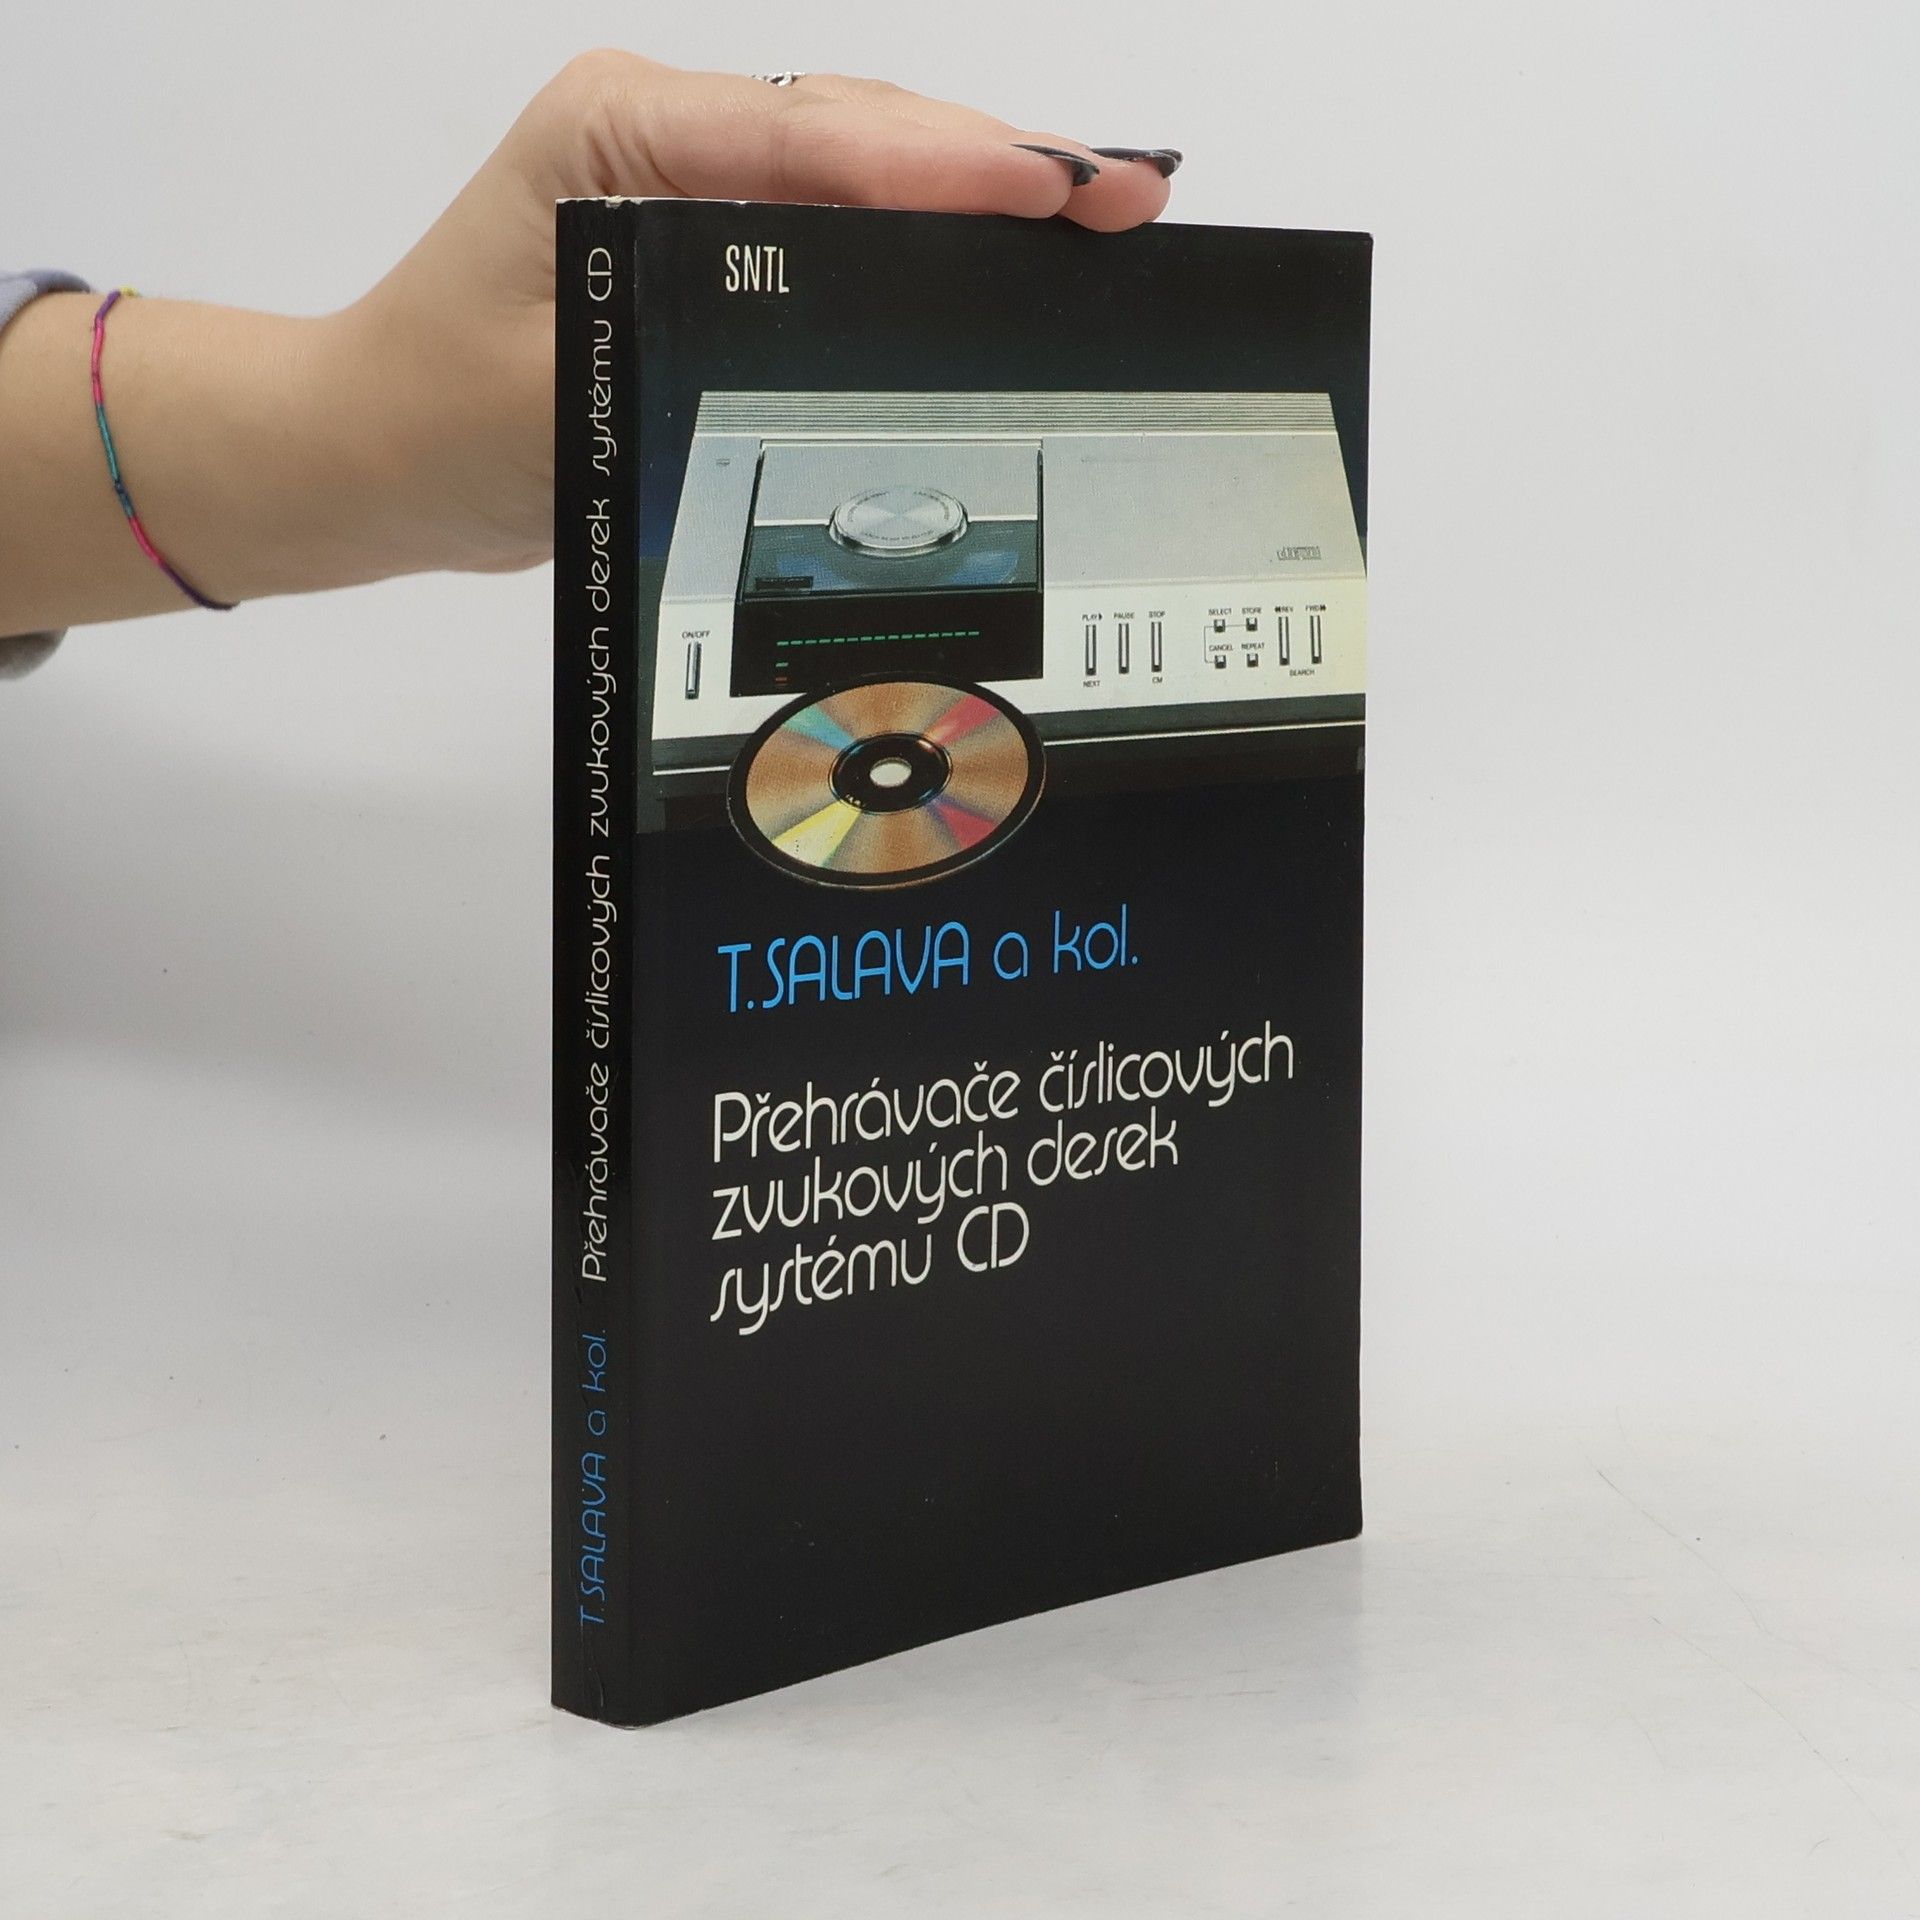 T. SALAVA a kol. Přehrávače číslicových zvukových desek systému CD
SNTL
ON/OFF
PLAY PAUSE STOP
NEXT CM
SELECT STORE REV FWD
CANCEL REPEAT
SEARCH
T. SALAVA a kol.
Přehrávače číslicových
zvukových desek
systému CD